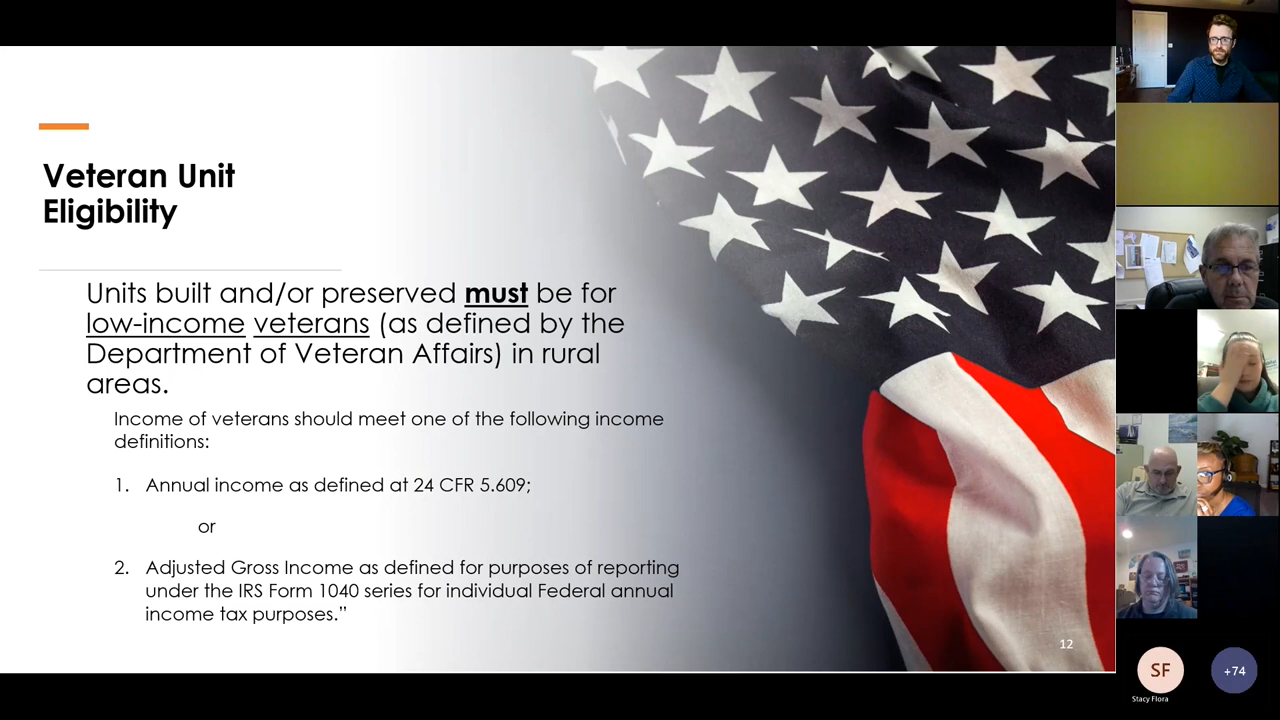 Veteran Unit
Eligibility
Units built and/or preserved must be for
low-income veterans (as defined by the
Department of Veteran Affairs) in rural
areas.
Income of veterans should meet one of the following income
definitions:
1. Annual income as defined at 24 CFR 5.609;
or
2. Adjusted Gross Income as defined for purposes of reporting
under the IRS Form 1040 series for individual Federal annual
income tax purposes.”
12
SF
+74
Stacy Flora